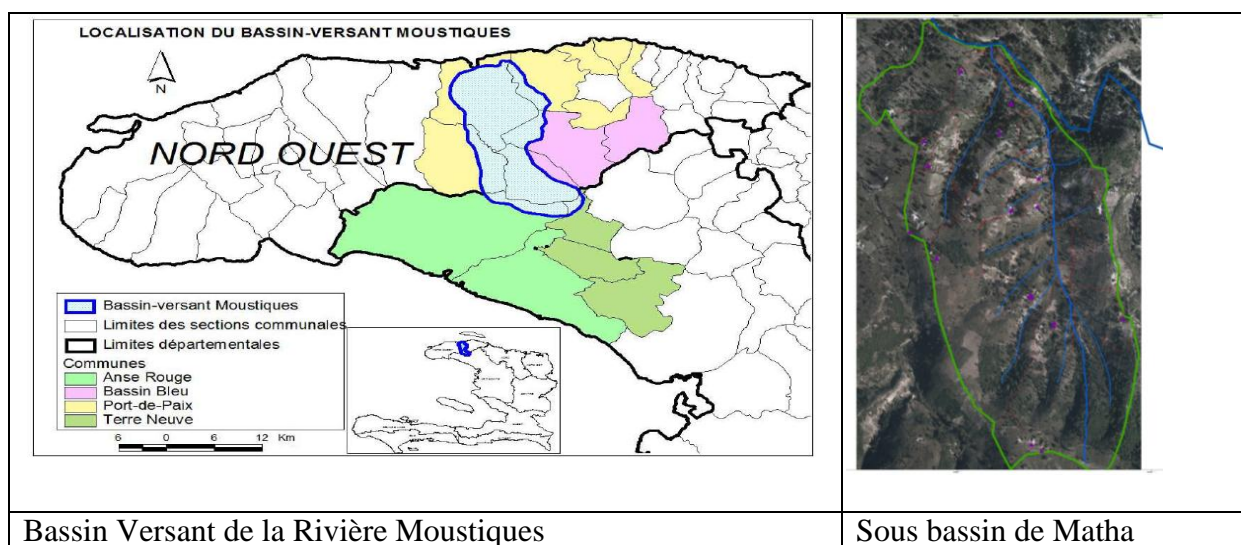 LOCALISATION DU BASSIN-VERSANT MOUSTIQUES
N
NORD OUEST
Bassin-versant Moustiques
Limites des sections communales
Limites départementales
Communes
Anse Rouge
Bassin Bleu
Port-de-Paix
Terre Neuve
6 0 6 12 Km
Bassin Versant de la Rivière Moustiques
Sous bassin de Matha